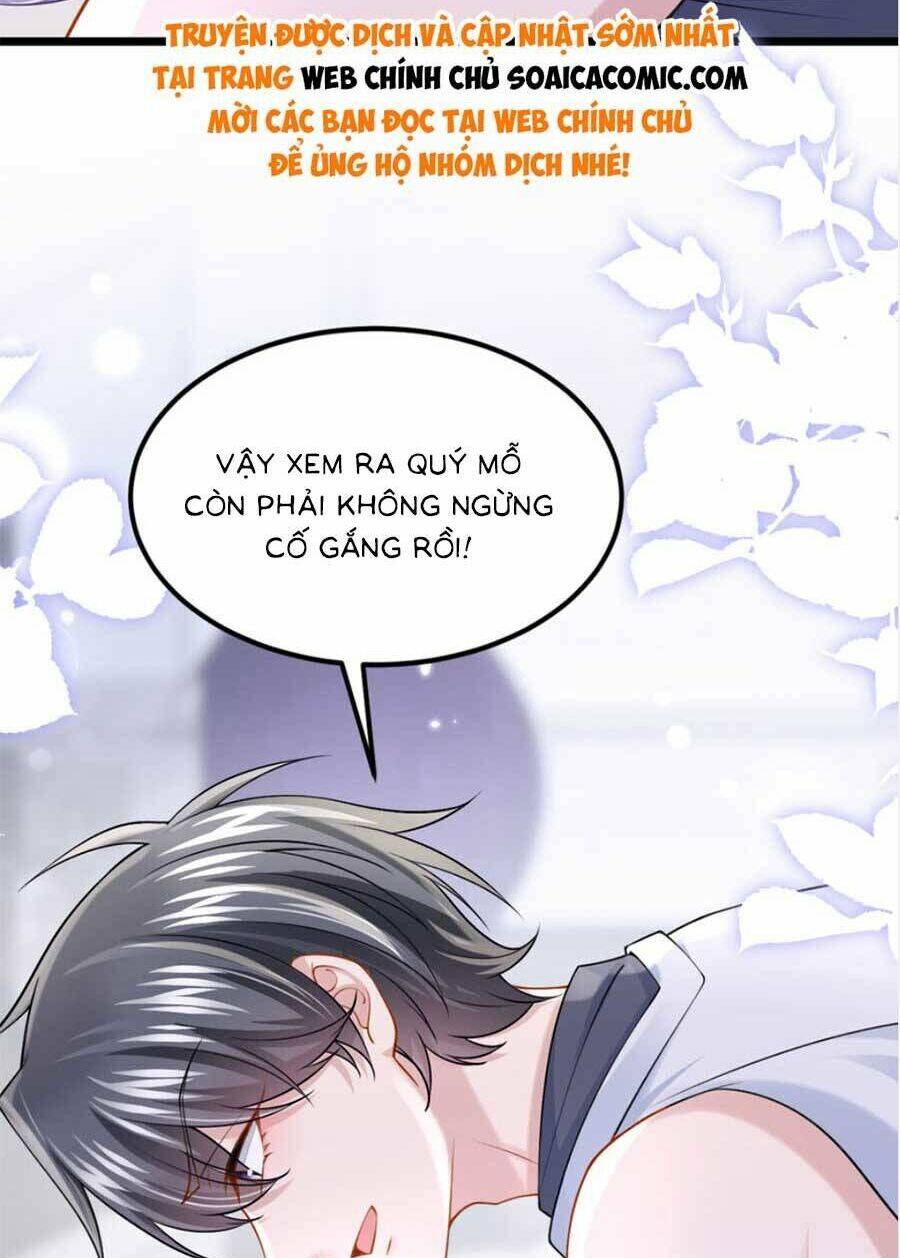 TRUYỆN ĐƯỢC DỊCH VÀ CẬP NHẬT SỚM NHẤT
TẠI TRANG WEB CHÍNH CHỦ SOAICACOMIC.COM
MỜI CÁC BẠN ĐỌC TẠI WEB CHÍNH CHỦ
ĐỂ ỦNG HỘ NHÓM DỊCH NHÉ!
VẬY XEM RA QUÝ MỖ
CÒN PHẢI KHÔNG NGỪNG
CỐ GẮNG RỒI!